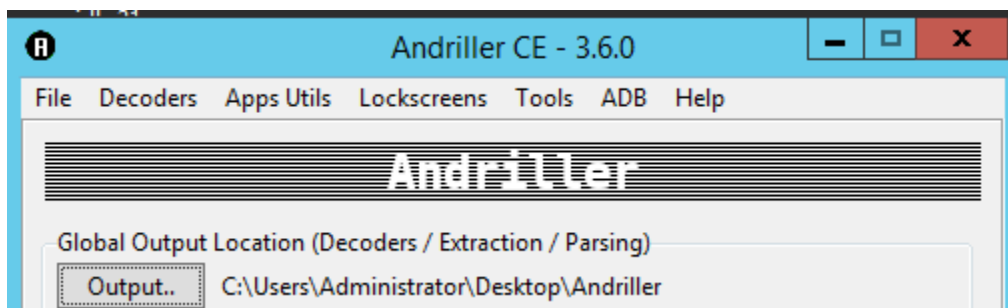 Andriller CE - 3.6.0
File Decoders Apps Utils Lockscreens Tools ADB Help
Andriller
Global Output Location (Decoders / Extraction / Parsing)
Output.. C:\Users\Administrator\Desktop\Andriller